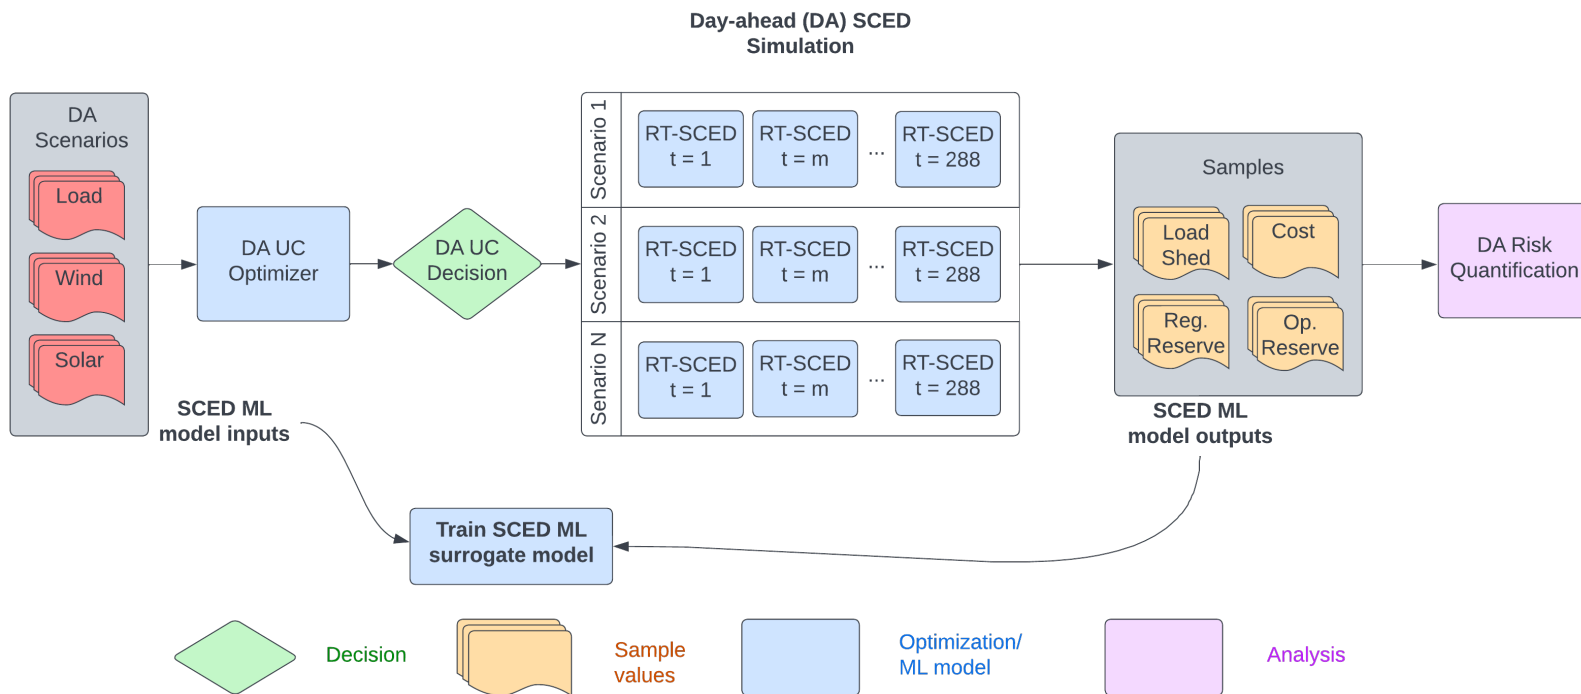 Day-ahead (DA) SCED
Simulation
DA
Scenarios
Load
Wind
Solar
DA UC
Optimizer
DA UC
Decision
Scenario 1
RT-SCED
t = 1
RT-SCED
t = m
...
RT-SCED
t = 288
Scenario 2
RT-SCED
t = 1
RT-SCED
t = m
...
RT-SCED
t = 288
Senario N
RT-SCED
t = 1
RT-SCED
t = m
...
RT-SCED
t = 288
Samples
Load
Shed
Cost
Reg.
Reserve
Op.
Reserve
DA Risk
Quantification
SCED ML
model inputs
SCED ML
model outputs
Train SCED ML
surrogate model
Decision
Sample
values
Optimization/
ML model
Analysis